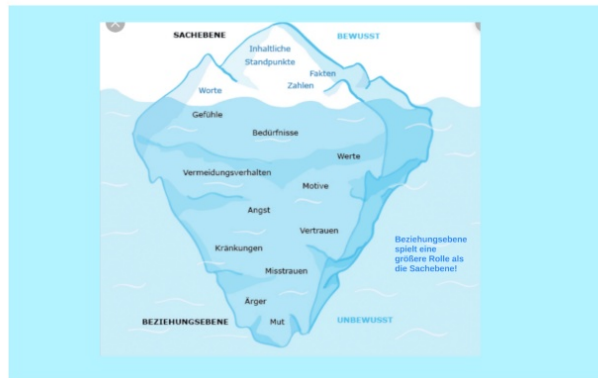 SACHEBENE
BEWUSST
Inhaltliche
Standpunkte
Fakten
Zahlen
Worte
Gefühle
Bedürfnisse
Werte
Vermeidungsverhalten
Motive
Angst
Vertrauen
Beziehungsebene
spielt eine
größere Rolle als
die Sachebene!
Kränkungen
Misstrauen
Ärger
BEZIEHUNGSEBENE
Mut
UNBEWUSST